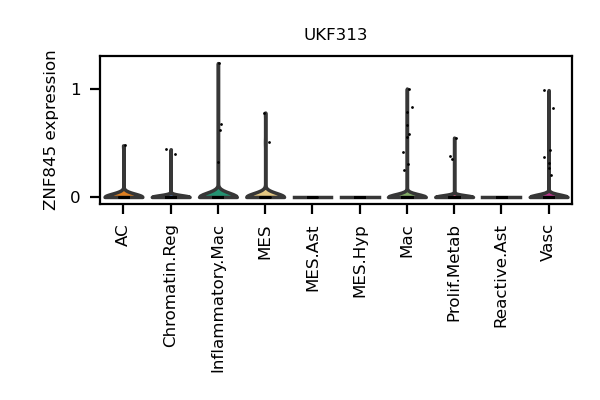 UKF313
ZNF845 expression
1
0
AC
Chromatin.Reg
Inflammatory.Mac
MES
MES.Ast
MES.Hyp
Mac
Prolif.Metab
Reactive.Ast
Vasc